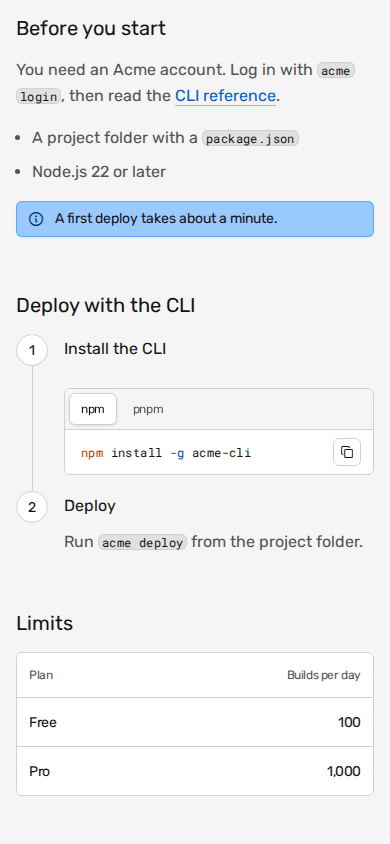 Before you start
You need an Acme account. Log in with acme
login, then read the CLI reference.
A project folder with a package.json
Node.js 22 or later
A first deploy takes about a minute.
Deploy with the CLI
1 Install the CLI
npm pnpm
npm install -g acme-cli
2 Deploy
Run acme deploy from the project folder.
Limits
Plan Builds per day
Free 100
Pro 1,000